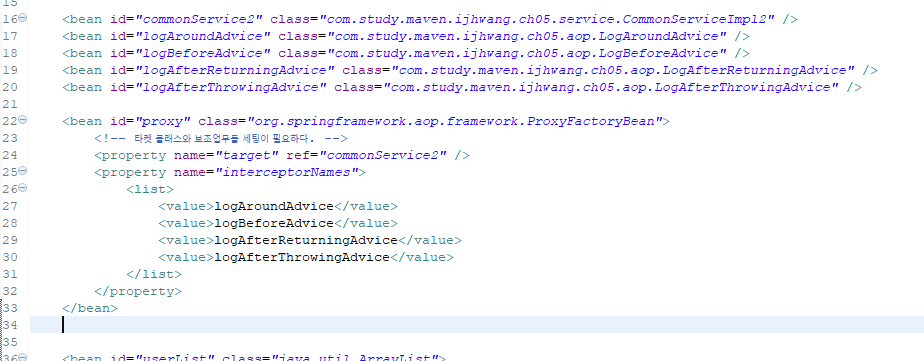 15
16 <bean id="commonService2" class="com.study.maven.ijhwang.ch05.service.CommonServiceImpl2" />
17 <bean id="logAroundAdvice" class="com.study.maven.ijhwang.ch05.aop.LogAroundAdvice" />
18 <bean id="logBeforeAdvice" class="com.study.maven.ijhwang.ch05.aop.LogBeforeAdvice" />
19 <bean id="logAfterReturningAdvice" class="com.study.maven.ijhwang.ch05.aop.LogAfterReturningAdvice" />
20 <bean id="logAfterThrowingAdvice" class="com.study.maven.ijhwang.ch05.aop.LogAfterThrowingAdvice" />
21
22 <bean id="proxy" class="org.springframework.aop.framework.ProxyFactoryBean">
23 <!-- 타켓 클래스와 보조업무들 세팅이 필요하다. -->
24 <property name="target" ref="commonService2" />
25 <property name="interceptorNames">
26 <list>
27 <value>logAroundAdvice</value>
28 <value>logBeforeAdvice</value>
29 <value>logAfterReturningAdvice</value>
30 <value>logAfterThrowingAdvice</value>
31 </list>
32 </property>
33 </bean>
34
35
36 <bean id="userList" class="java.util.ArrayList">